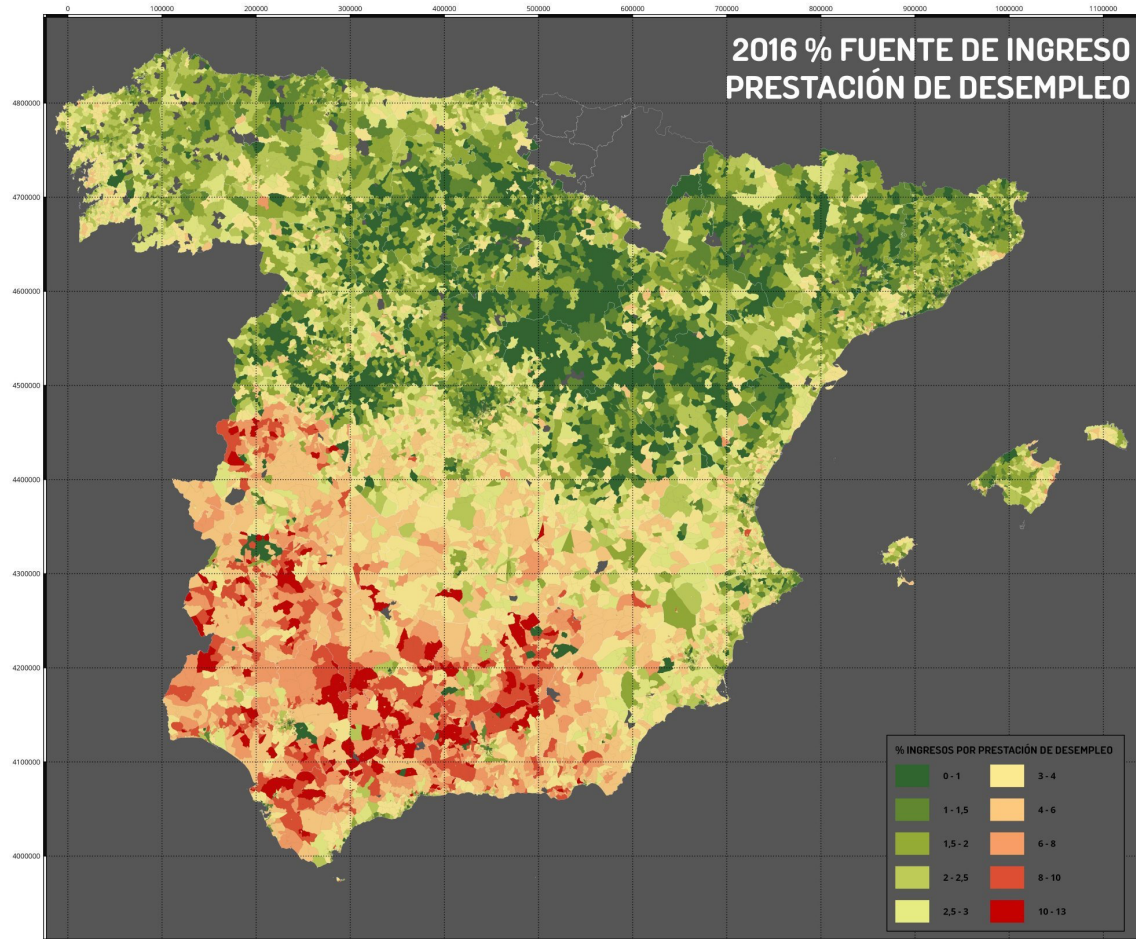 0 100000 200000 300000 400000 500000 600000 700000 800000 900000 1000000 1100000
2016 % FUENTE DE INGRESO
PRESTACIÓN DE DESEMPLEO
4800000
4700000
4600000
4500000
4400000
4300000
4200000
4100000
4000000
% INGRESOS POR PRESTACIÓN DE DESEMPLEO
0 - 1 3 - 4
1 - 1,5 4 - 6
1,5 - 2 6 - 8
2 - 2,5 8 - 10
2,5 - 3 10 - 13